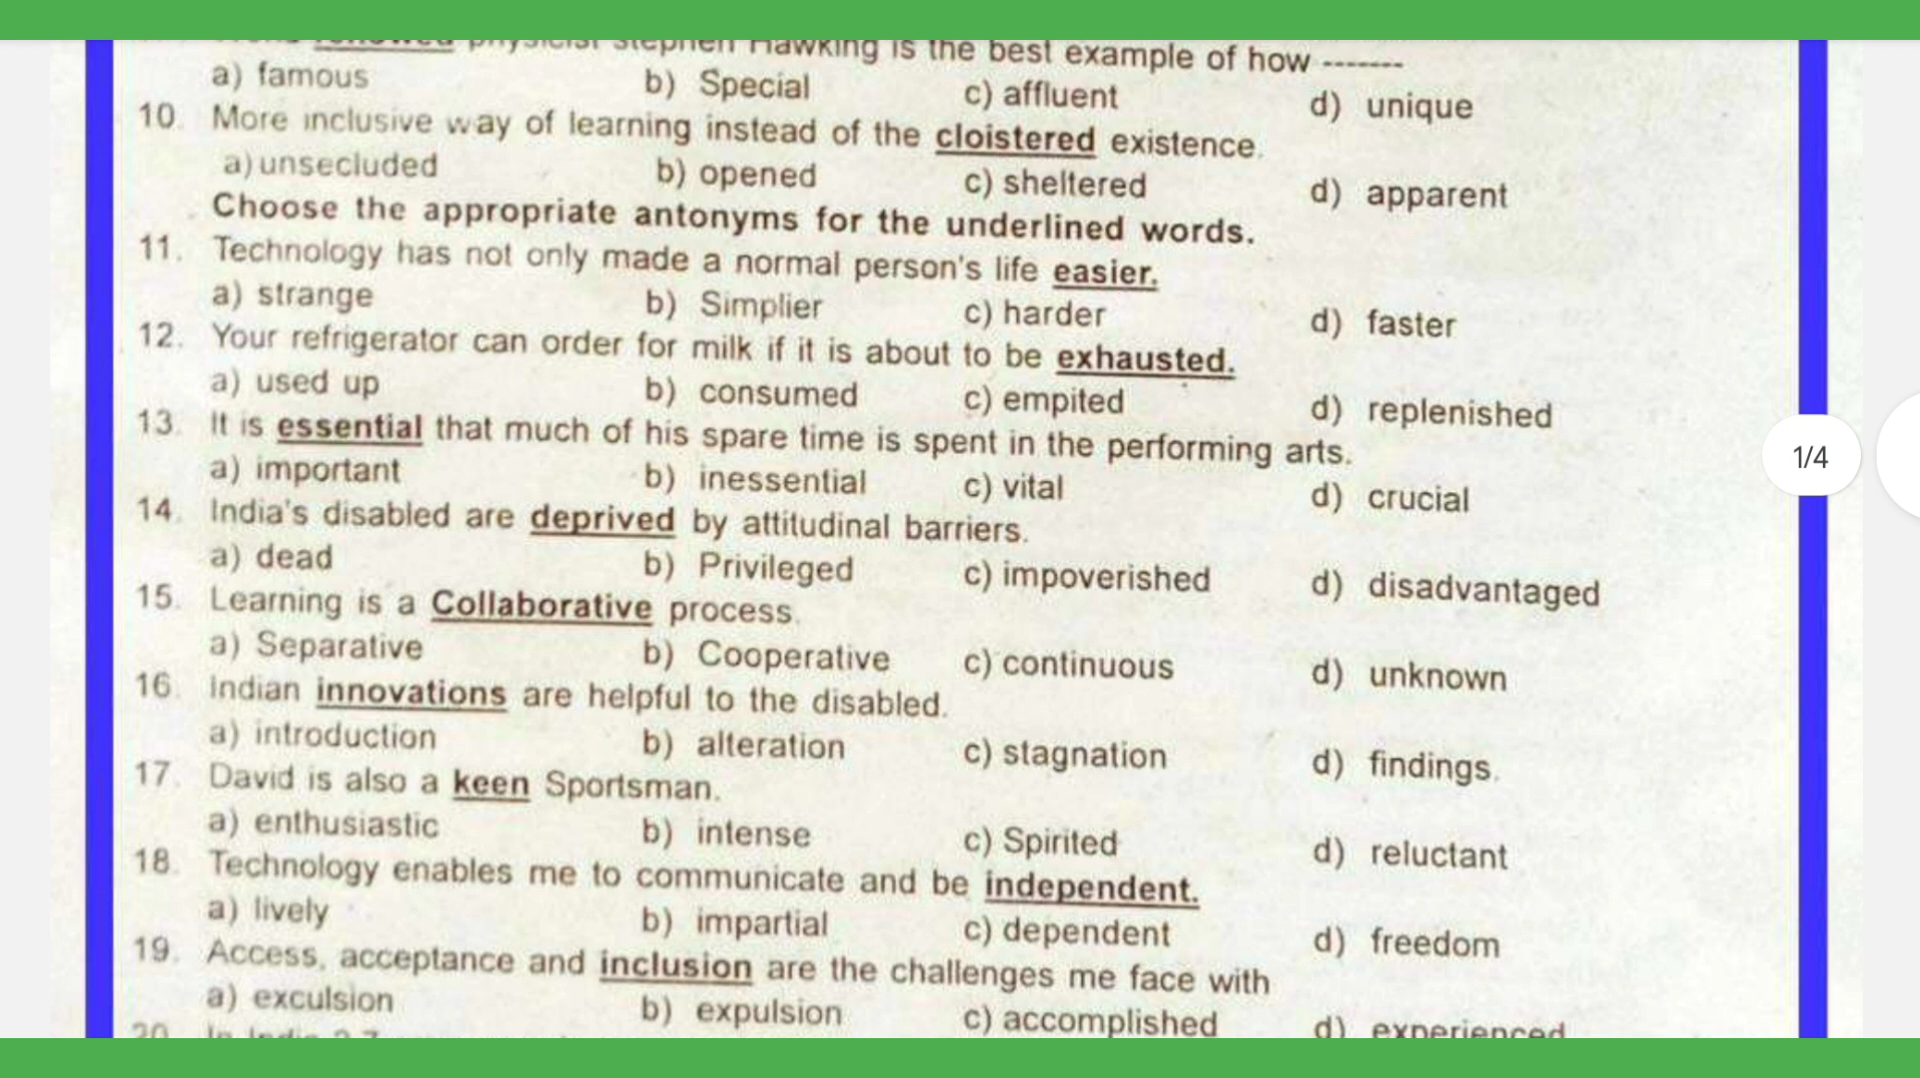 renowed physicist Stephen Hawking is the best example of how -------
a) famous b) Special c) affluent d) unique
10. More inclusive way of learning instead of the cloistered existence.
a) unsecluded b) opened c) sheltered d) apparent
Choose the appropriate antonyms for the underlined words.
11. Technology has not only made a normal person's life easier.
a) strange b) Simplier c) harder d) faster
12. Your refrigerator can order for milk if it is about to be exhausted.
a) used up b) consumed c) empited d) replenished
13. It is essential that much of his spare time is spent in the performing arts.
a) important b) inessential c) vital d) crucial
14. India's disabled are deprived by attitudinal barriers.
a) dead b) Privileged c) impoverished d) disadvantaged
15. Learning is a Collaborative process.
a) Separative b) Cooperative c) continuous d) unknown
16. Indian innovations are helpful to the disabled.
a) introduction b) alteration c) stagnation d) findings.
17. David is also a keen Sportsman.
a) enthusiastic b) intense c) Spirited d) reluctant
18. Technology enables me to communicate and be independent.
a) lively b) impartial c) dependent d) freedom
19. Access, acceptance and inclusion are the challenges me face with
a) exculsion b) expulsion c) accomplished d) experienced
20. In India
1/4